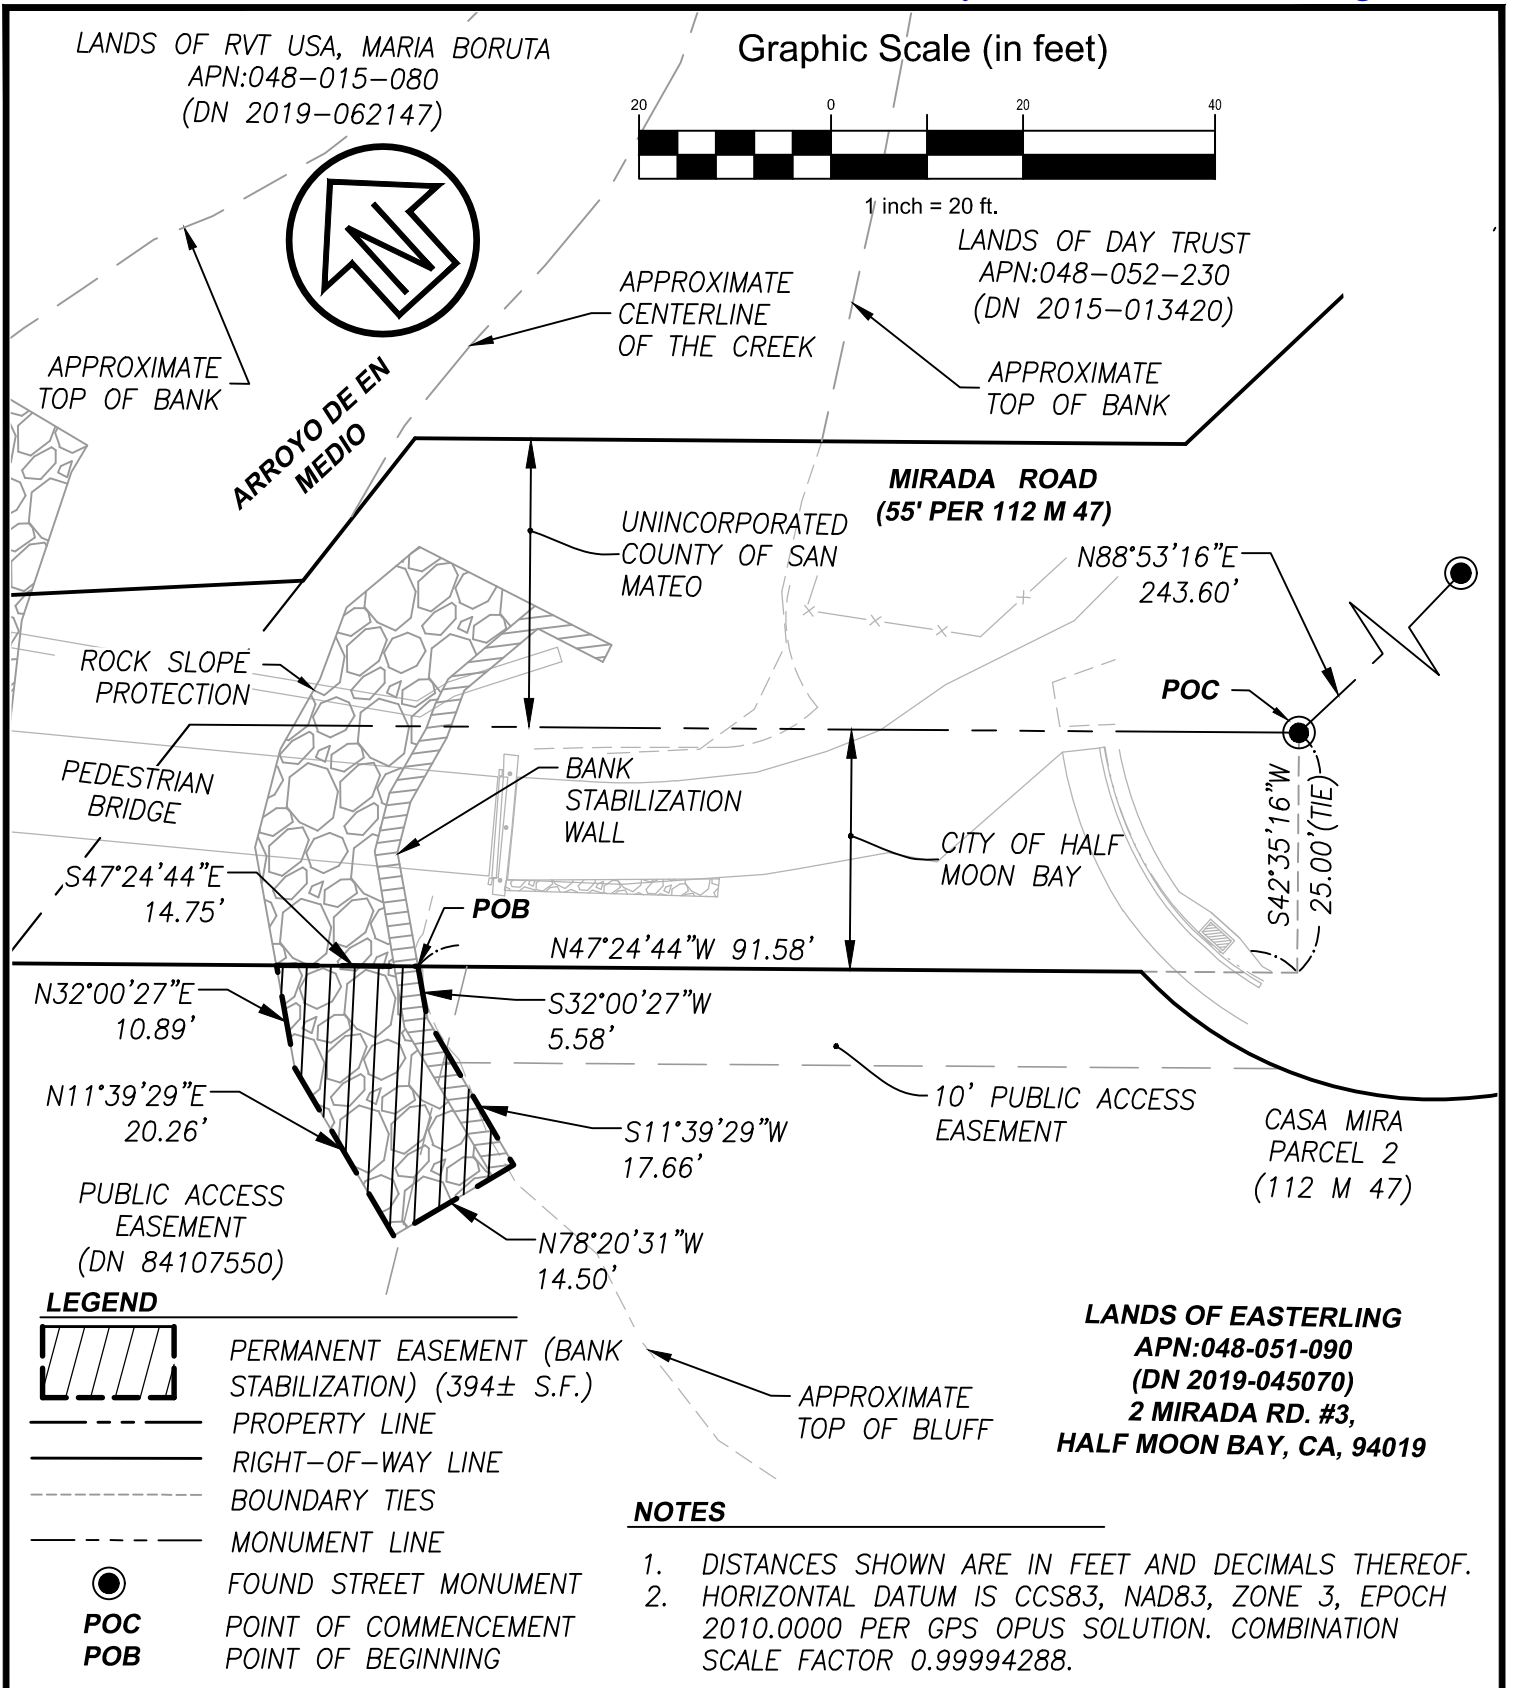 LANDS OF RVT USA, MARIA BORUTA
APN:048-015-080
(DN 2019-062147)
Graphic Scale (in feet)
20 0 20 40
1 inch = 20 ft.
LANDS OF DAY TRUST
APN:048-052-230
(DN 2015-013420)
N
APPROXIMATE
CENTERLINE
OF THE CREEK
APPROXIMATE
TOP OF BANK
APPROXIMATE
TOP OF BANK
ARROYO DE EN
MEDIO
MIRADA ROAD
(55' PER 112 M 47)
UNINCORPORATED
COUNTY OF SAN
MATEO
N88°53'16"E
243.60'
ROCK SLOPE
PROTECTION
POC
PEDESTRIAN
BRIDGE
BANK
STABILIZATION
WALL
CITY OF HALF
MOON BAY
S42°35'16"W
25.00'(TIE)
S47°24'44"E
14.75'
POB
N47°24'44"W 91.58'
N32°00'27"E
10.89'
S32°00'27"W
5.58'
N11°39'29"E
20.26'
10' PUBLIC ACCESS
EASEMENT
S11°39'29"W
17.66'
CASA MIRA
PARCEL 2
(112 M 47)
PUBLIC ACCESS
EASEMENT
(DN 84107550)
N78°20'31"W
14.50'
LEGEND
PERMANENT EASEMENT (BANK
STABILIZATION) (394± S.F.)
PROPERTY LINE
RIGHT-OF-WAY LINE
BOUNDARY TIES
MONUMENT LINE
FOUND STREET MONUMENT
POC POINT OF COMMENCEMENT
POB POINT OF BEGINNING
APPROXIMATE
TOP OF BLUFF
LANDS OF EASTERLING
APN:048-051-090
(DN 2019-045070)
2 MIRADA RD. #3,
HALF MOON BAY, CA, 94019
NOTES
1. DISTANCES SHOWN ARE IN FEET AND DECIMALS THEREOF.
2. HORIZONTAL DATUM IS CCS83, NAD83, ZONE 3, EPOCH
2010.0000 PER GPS OPUS SOLUTION. COMBINATION
SCALE FACTOR 0.99994288.